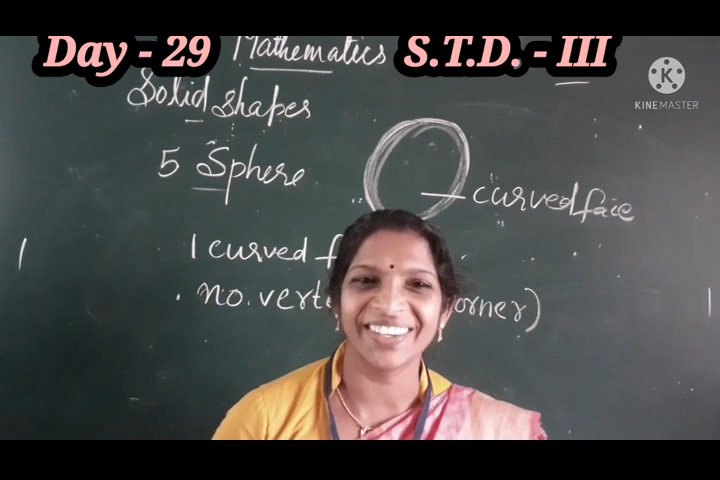 Day - 29 Mathematics S.T.D. - III
KINEMASTER
Solid shapes
5 Sphere
curved face
1 curved
no. verte orner)